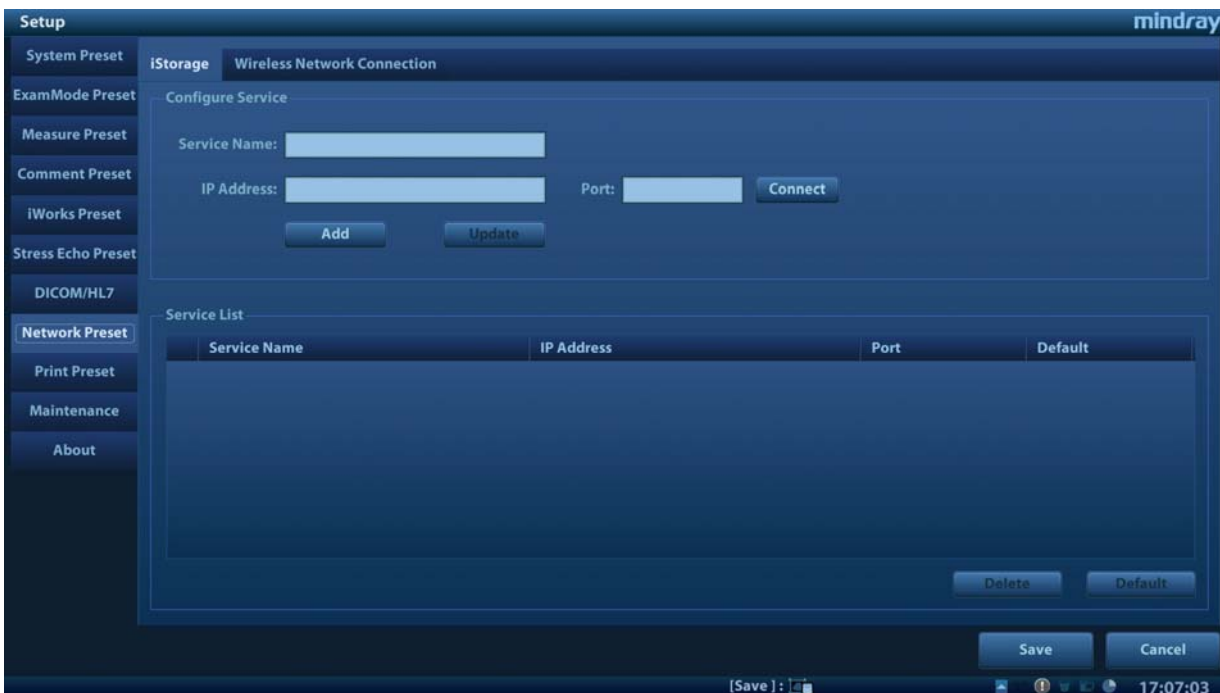 Setup
mindray
System Preset
ExamMode Preset
Measure Preset
Comment Preset
iWorks Preset
Stress Echo Preset
DICOM/HL7
Network Preset
Print Preset
Maintenance
About
iStorage Wireless Network Connection
Configure Service
Service Name:
IP Address: Port: Connect
Add Update
Service List
Service Name IP Address Port Default
Delete Default
Save Cancel
[Save]: 17:07:03